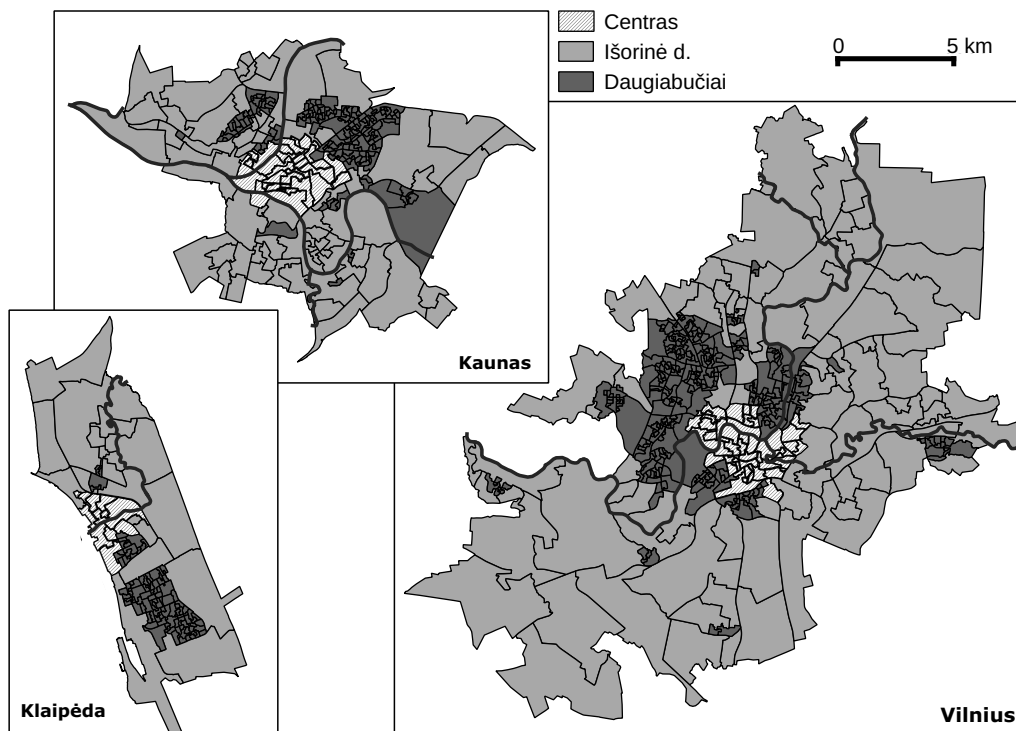 Centras
Išorinė d.
Daugiabučiai
0 5 km
Kaunas
Klaipėda
Vilnius